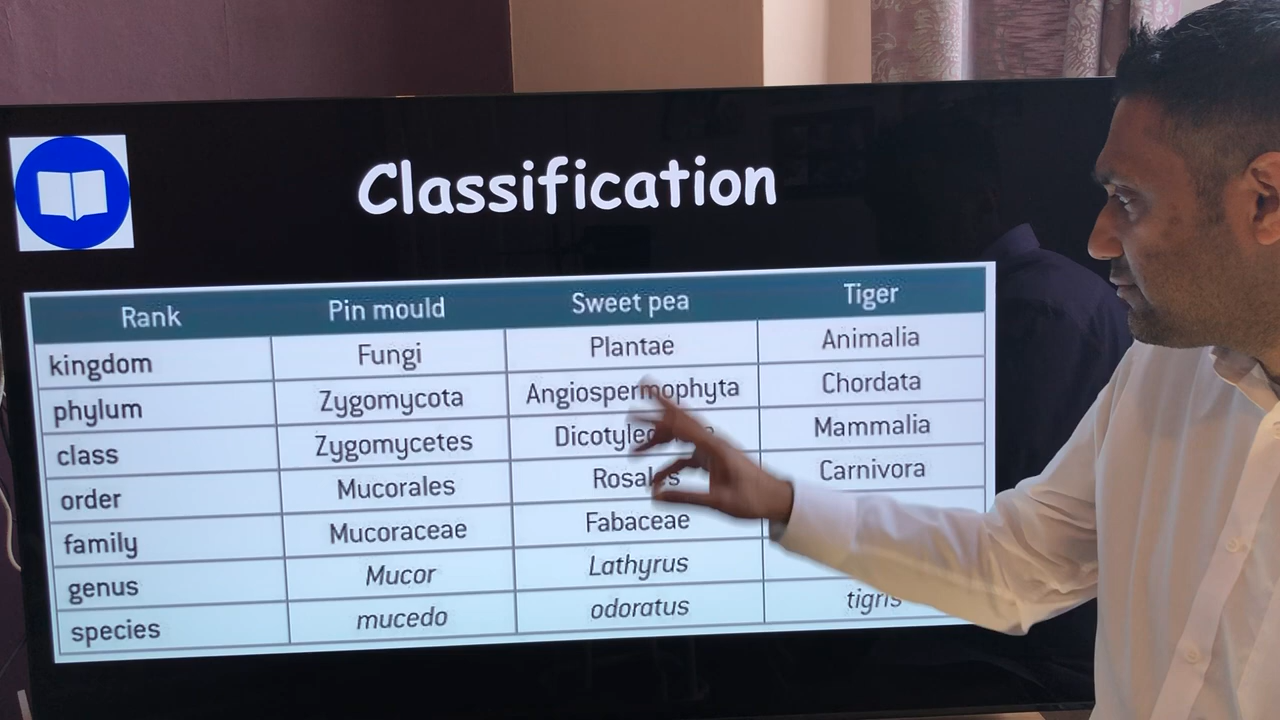 Classification
Rank Pin mould Sweet pea Tiger
kingdom Fungi Plantae Animalia
phylum Zygomycota Angiospermophyta Chordata
class Zygomycetes Mammalia
order Mucorales Rosales Carnivora
family Mucoraceae Fabaceae
genus Mucor Lathyrus
species mucedo odoratus tigris